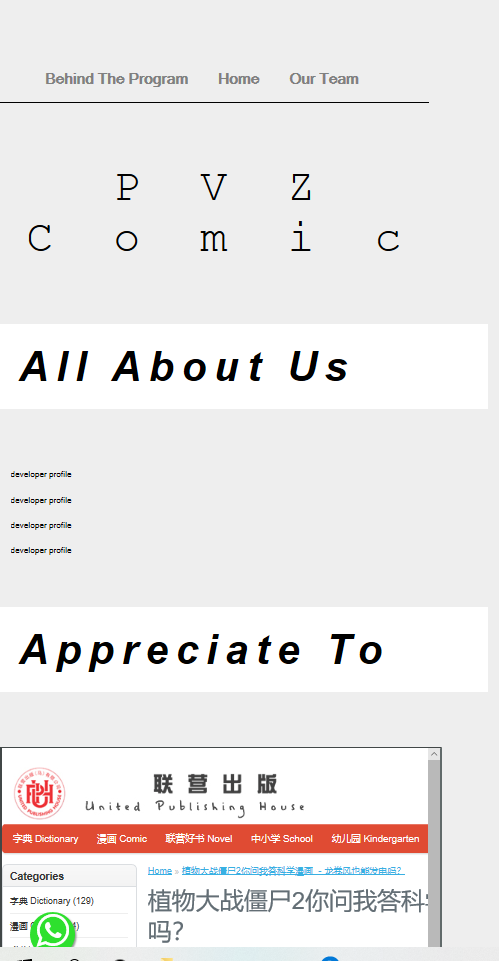 Behind The Program Home Our Team
P V Z
C o m i c
All About Us
developer profile
developer profile
developer profile
developer profile
Appreciate To
联营出版
United Publishing House
字典 Dictionary 漫画 Comic 联营好书 Novel 中小学 School 幼儿园 Kindergarten
Categories
Home » 植物大战僵尸2你问我答科学漫画 - 龙卷风也能发电吗?
植物大战僵尸2你问我答科
吗?
字典 Dictionary (129)
漫画